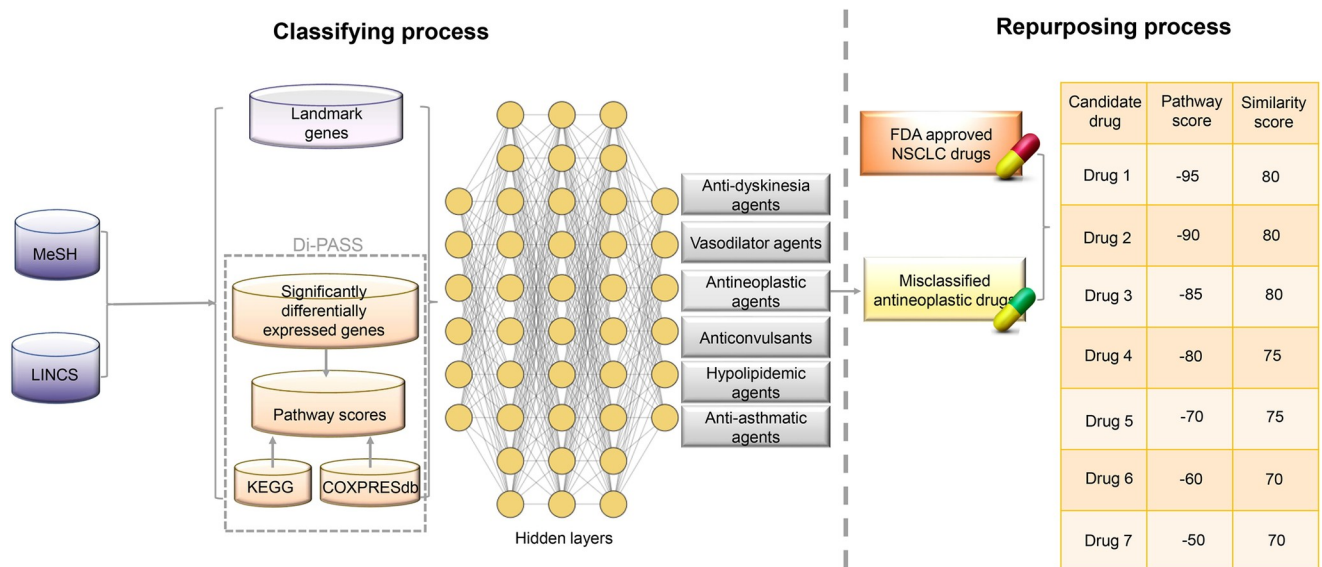 Classifying process
MeSH
LINCS
Landmark
genes
Di-PASS
Significantly
differentially
expressed genes
Pathway scores
KEGG
COXPRESdb
Hidden layers
Anti-dyskinesia
agents
Vasodilator agents
Antineoplastic
agents
Anticonvulsants
Hypolipidemic
agents
Anti-asthmatic
agents
Repurposing process
FDA approved
NSCLC drugs
Misclassified
antineoplastic drugs
Candidate drug Pathway score Similarity score
Drug 1 -95 80
Drug 2 -90 80
Drug 3 -85 80
Drug 4 -80 75
Drug 5 -70 75
Drug 6 -60 70
Drug 7 -50 70